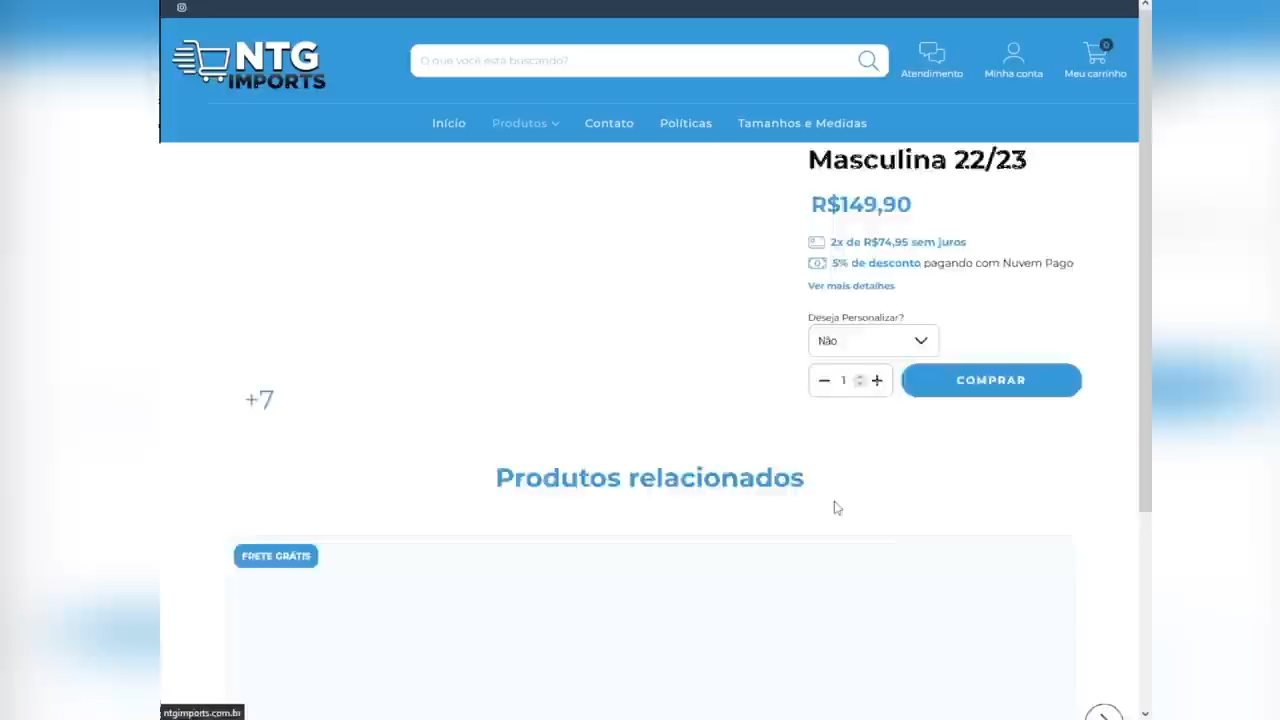 NTG
IMPORTS
O que você está buscando?
Atendimento
Minha conta
0
Meu carrinho
Início
Produtos
Contato
Políticas
Tamanhos e Medidas
Masculina 22/23
R$149,90
2x de R$74,95 sem juros
5% de desconto pagando com Nuvem Pago
Ver mais detalhes
Deseja Personalizar?
Não
1
COMPRAR
+7
Produtos relacionados
FRETE GRÁTIS
ntgimports.com.br